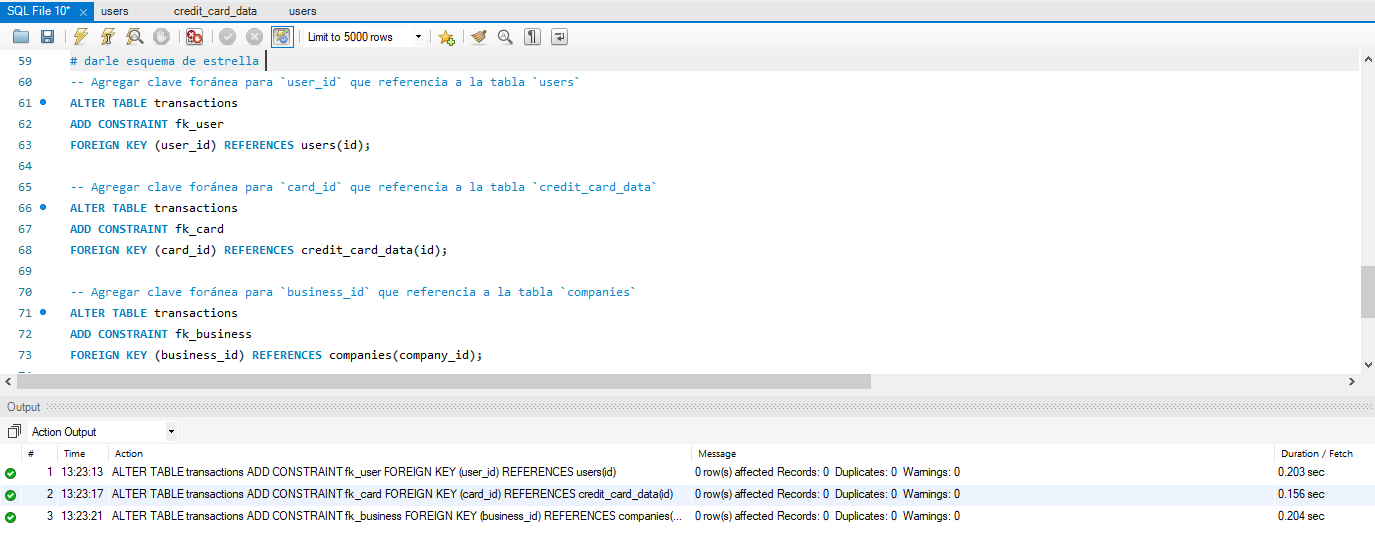 SQL File 10* × users credit_card_data users
Limit to 5000 rows
59 # darle esquema de estrella
60 -- Agregar clave foránea para `user_id` que referencia a la tabla `users`
61 ALTER TABLE transactions
62 ADD CONSTRAINT fk_user
63 FOREIGN KEY (user_id) REFERENCES users(id);
64
65 -- Agregar clave foránea para `card_id` que referencia a la tabla `credit_card_data`
66 ALTER TABLE transactions
67 ADD CONSTRAINT fk_card
68 FOREIGN KEY (card_id) REFERENCES credit_card_data(id);
69
70 -- Agregar clave foránea para `business_id` que referencia a la tabla `companies`
71 ALTER TABLE transactions
72 ADD CONSTRAINT fk_business
73 FOREIGN KEY (business_id) REFERENCES companies(company_id);
Output
Action Output
# Time Action Message Duration / Fetch
1 13:23:13 ALTER TABLE transactions ADD CONSTRAINT fk_user FOREIGN KEY (user_id) REFERENCES users(id) 0 row(s) affected Records: 0 Duplicates: 0 Warnings: 0 0.203 sec
2 13:23:17 ALTER TABLE transactions ADD CONSTRAINT fk_card FOREIGN KEY (card_id) REFERENCES credit_card_data(id) 0 row(s) affected Records: 0 Duplicates: 0 Warnings: 0 0.156 sec
3 13:23:21 ALTER TABLE transactions ADD CONSTRAINT fk_business FOREIGN KEY (business_id) REFERENCES companies(... 0 row(s) affected Records: 0 Duplicates: 0 Warnings: 0 0.204 sec